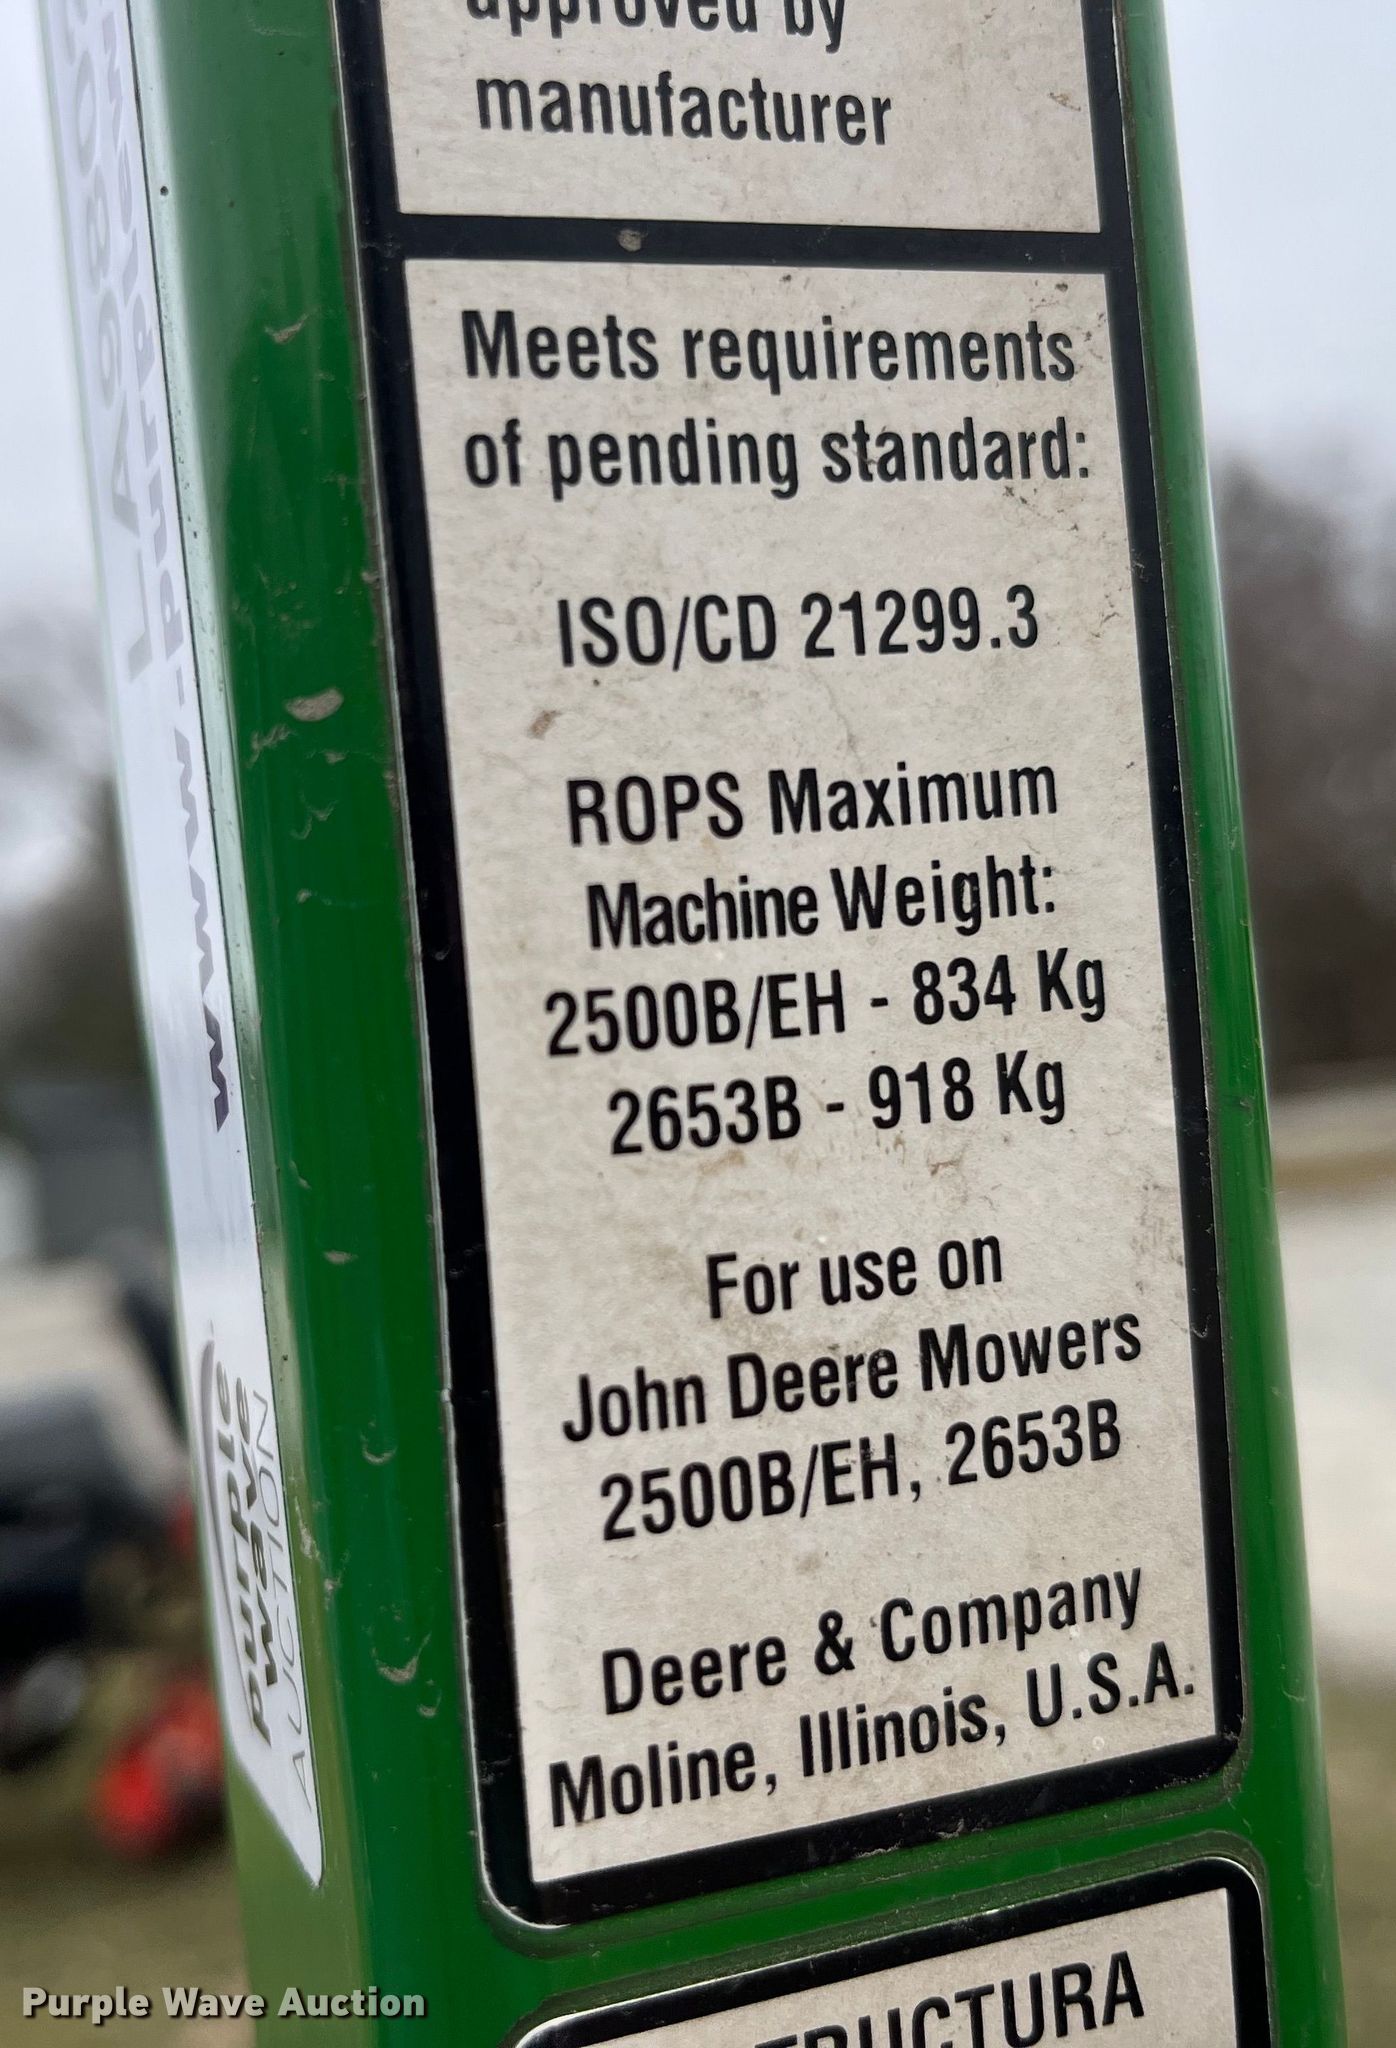 approved by
manufacturer
Meets requirements
of pending standard:
ISO/CD 21299.3
ROPS Maximum
Machine Weight:
2500B/EH - 834 Kg
2653B - 918 Kg
For use on
John Deere Mowers
2500B/EH, 2653B
Deere & Company
Moline, Illinois, U.S.A.
purple
wave
AUCTION
Purple Wave Auction